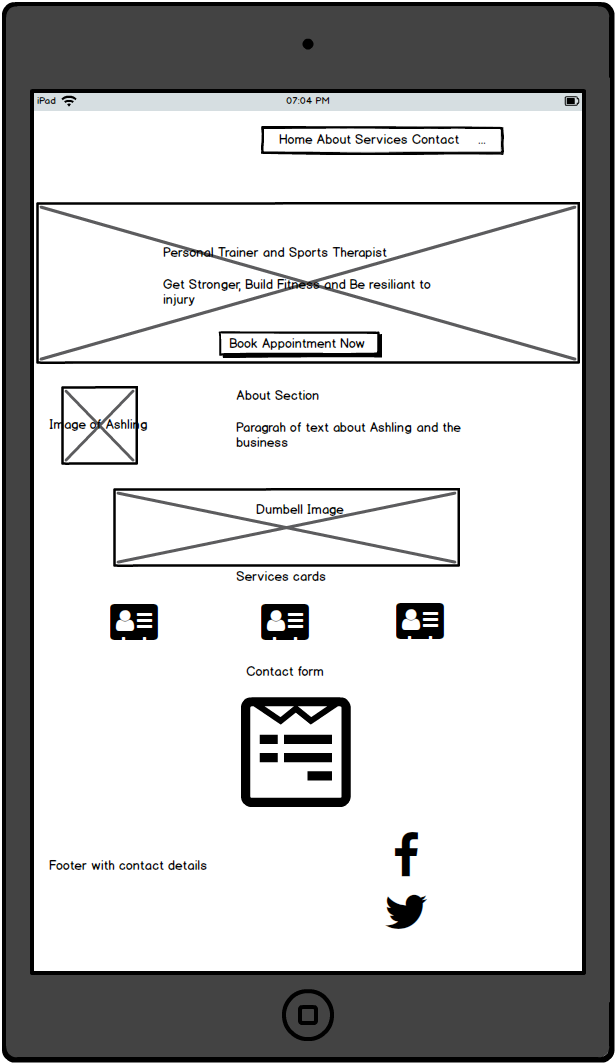 iPad 07:04 PM
Home About Services Contact ...
Personal Trainer and Sports Therapist
Get Stronger, Build Fitness and Be resiliant to
injury
Book Appointment Now
About Section
Image of Ashling
Paragrah of text about Ashling and the
business
Dumbell Image
Services cards
Contact form
Footer with contact details